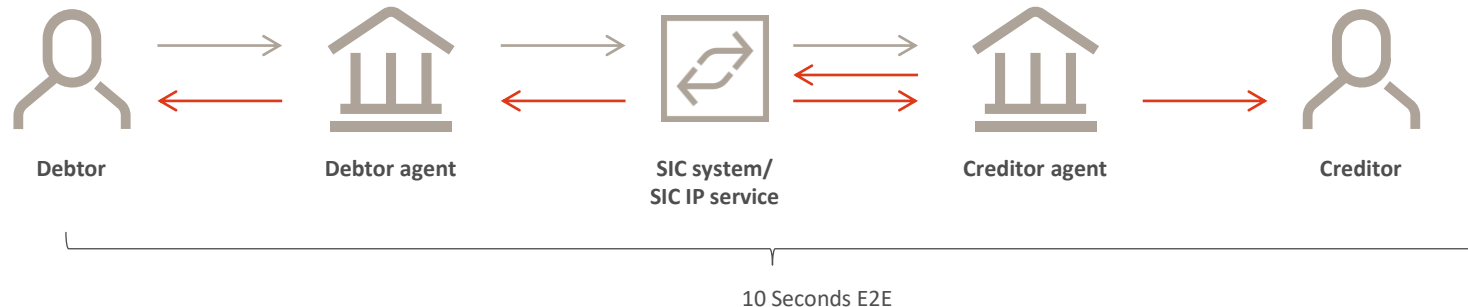 Debtor
Debtor agent
SIC system/
SIC IP service
Creditor agent
Creditor
10 Seconds E2E